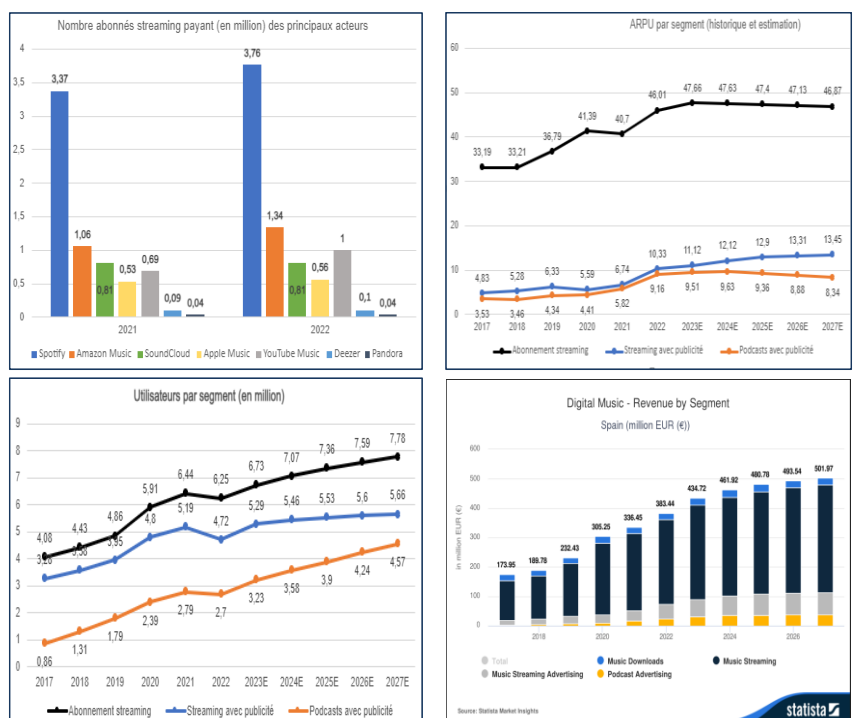 Nombre abonnés streaming payant (en million) des principaux acteurs
4
3,5
3
2,5
2
1,5
1
0,5
0
3,37
1,06
0,81
0,53
0,69
0,09
0,04
3,76
1,34
0,81
0,56
1
0,1
0,04
2021 2022
Spotify Amazon Music SoundCloud Apple Music YouTube Music Deezer Pandora
ARPU par segment (historique et estimation)
60
50
40
30
20
10
0
33,19 33,21 36,79 41,39 40,7 46,01 47,66 47,63 47,4 47,13 46,87
4,83 5,28 6,33 5,59 6,74 10,33 11,12 12,12 12,9 13,31 13,45
3,53 3,46 4,34 4,41 5,82 9,16 9,51 9,63 9,36 8,88 8,34
2017 2018 2019 2020 2021 2022 2023E 2024E 2025E 2026E 2027E
Abonnement streaming Streaming avec publicité Podcasts avec publicité
Utilisateurs par segment (en million)
9
8
7
6
5
4
3
2
1
0
4,08 4,43 4,86 5,91 6,44 6,25 6,73 7,07 7,36 7,59 7,78
3,28 3,58 3,95 4,8 5,19 4,72 5,29 5,46 5,53 5,6 5,66
0,86 1,31 1,79 2,39 2,79 2,7 3,23 3,58 3,9 4,24 4,57
2017 2018 2019 2020 2021 2022 2023E 2024E 2025E 2026E 2027E
Abonnement streaming Streaming avec publicité Podcasts avec publicité
Digital Music - Revenue by Segment
Spain (million EUR (€))
in million EUR (€)
600
500
400
300
200
100
0
173.95 189.78 232.43 305.25 336.45 383.44 434.72 461.92 480.78 493.54 501.97
2018 2020 2022 2024 2026
Total Music Downloads Music Streaming
Music Streaming Advertising Podcast Advertising
Source: Statista Market Insights
statista